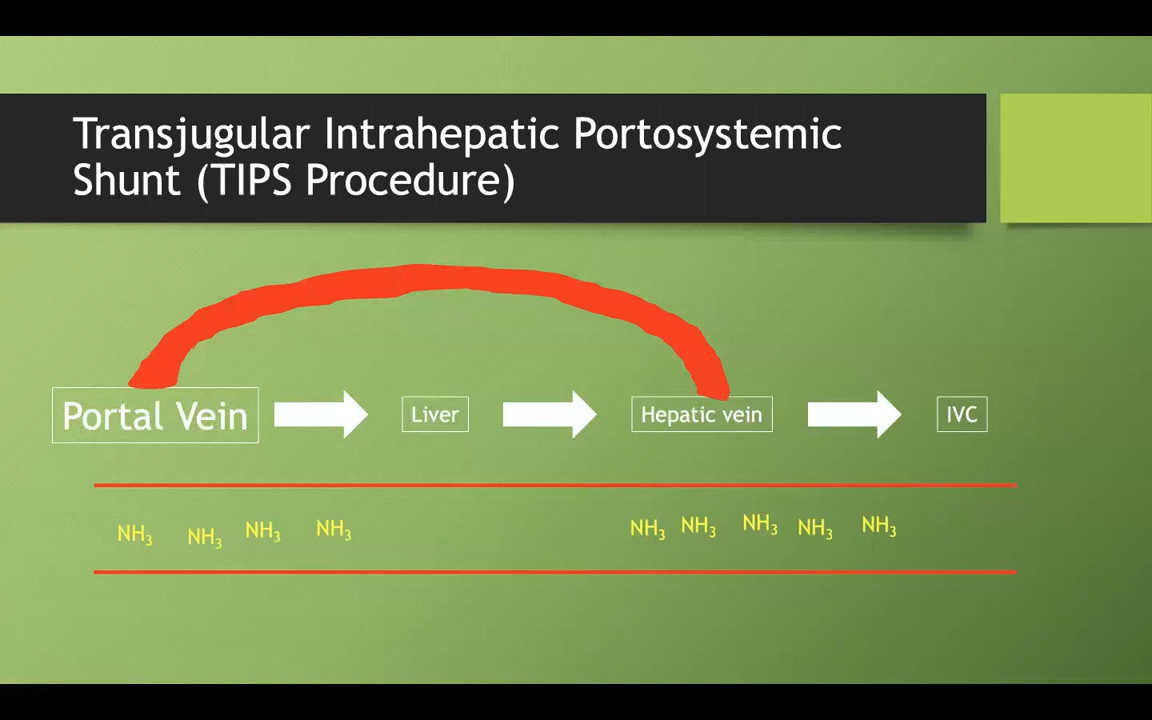 Transjugular Intrahepatic Portosystemic
Shunt (TIPS Procedure)
Portal Vein
Liver
Hepatic vein
IVC
NH3 NH3 NH3 NH3 NH3 NH3 NH3 NH3 NH3